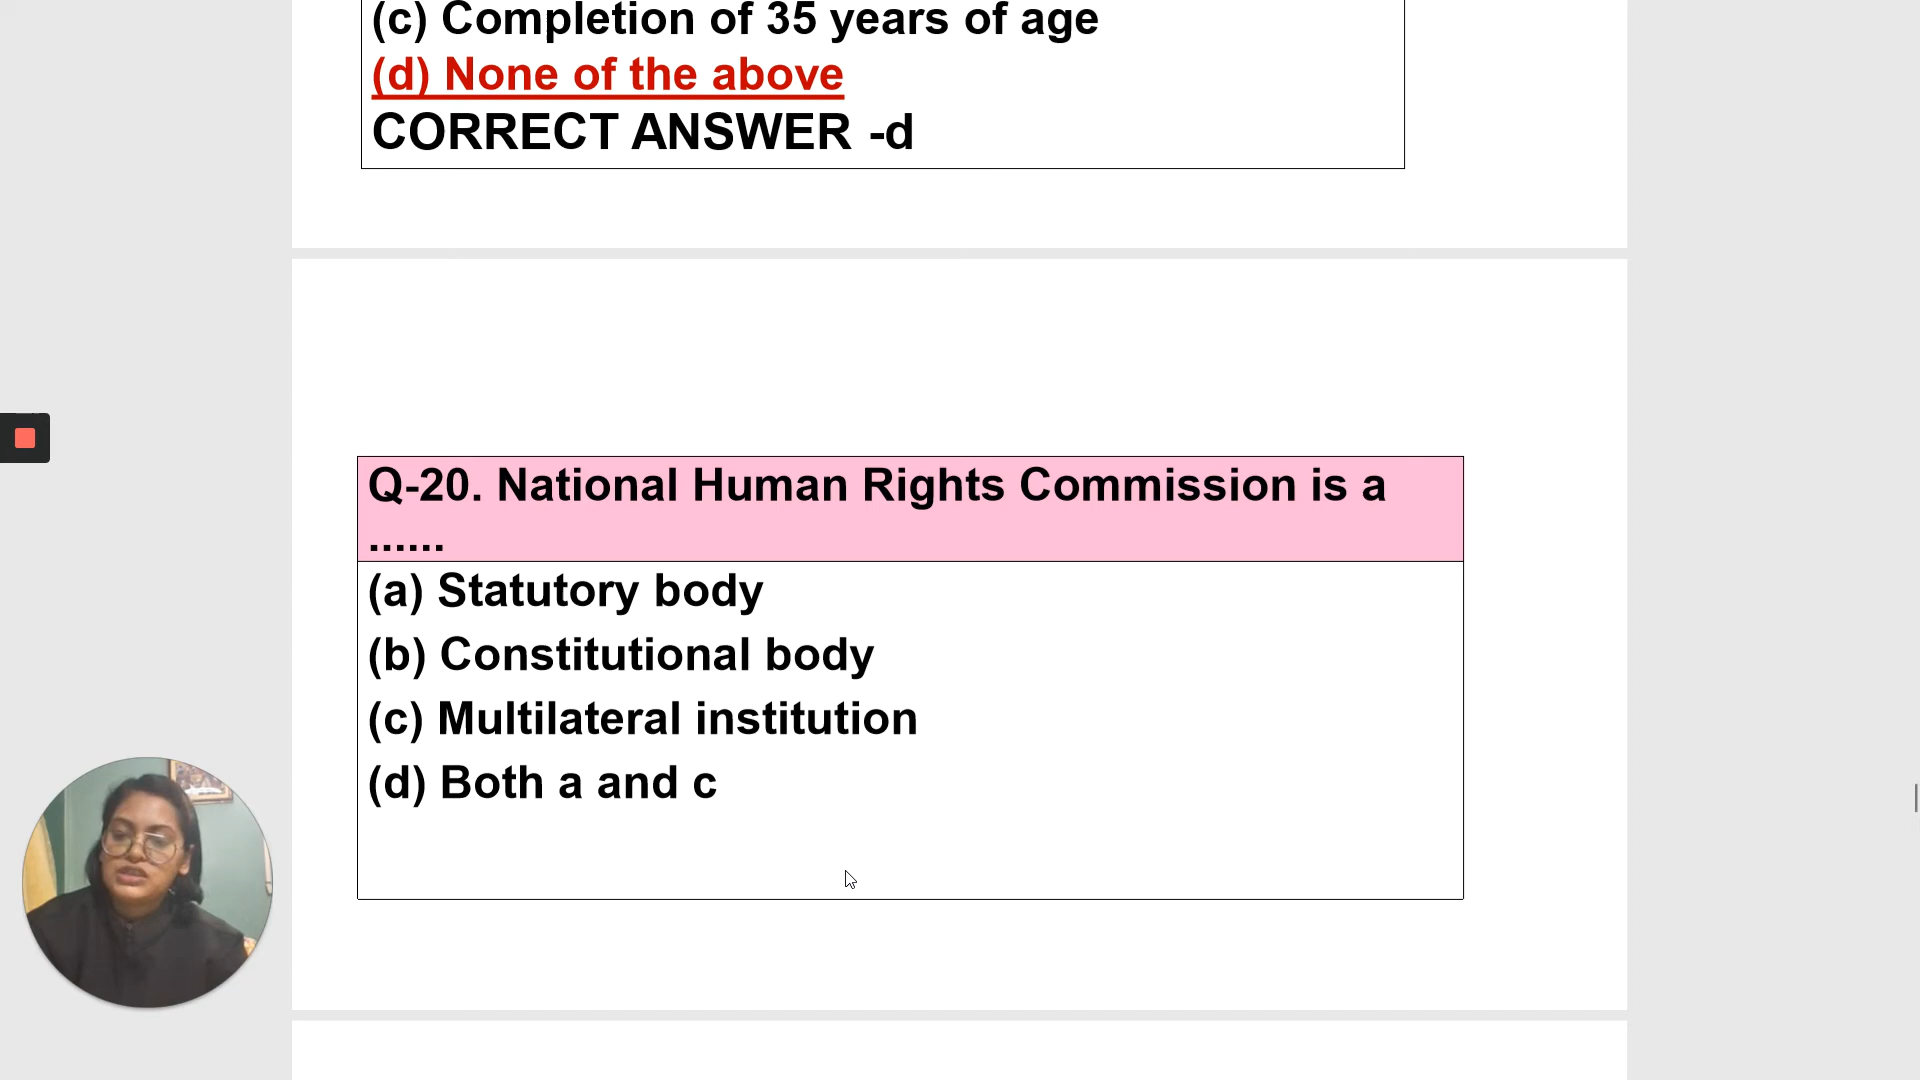 (c) Completion of 35 years of age
(d) None of the above
CORRECT ANSWER -d
Q-20. National Human Rights Commission is a
......
(a) Statutory body
(b) Constitutional body
(c) Multilateral institution
(d) Both a and c